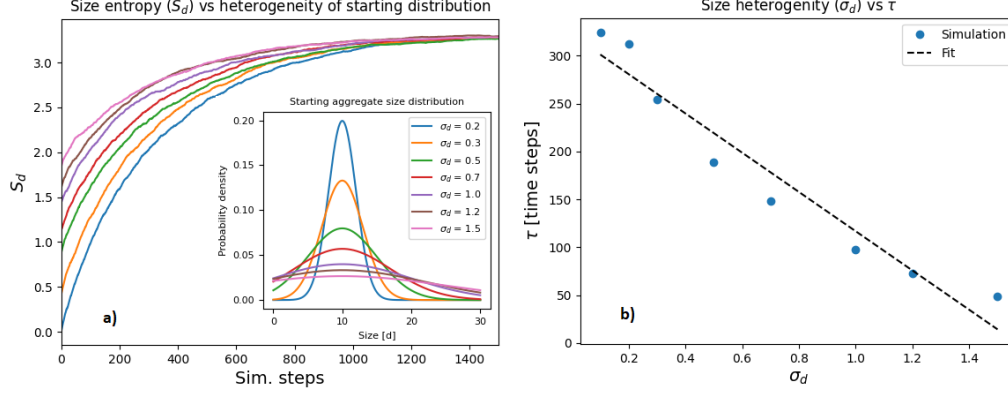 Size entropy (S_d) vs heterogeneity of starting distribution
S_d
3.0
2.5
2.0
1.5
1.0
0.5
0.0
0 200 400 600 800 1000 1200 1400
Sim. steps
a)
Starting aggregate size distribution
Probability density
0.20
0.15
0.10
0.05
0.00
0 10 20 30
Size [d]
σ_d = 0.2
σ_d = 0.3
σ_d = 0.5
σ_d = 0.7
σ_d = 1.0
σ_d = 1.2
σ_d = 1.5
Size heterogenity (σ_d) vs τ
τ [time steps]
300
250
200
150
100
50
0
0.2 0.4 0.6 0.8 1.0 1.2 1.4
σ_d
b)
Simulation
Fit